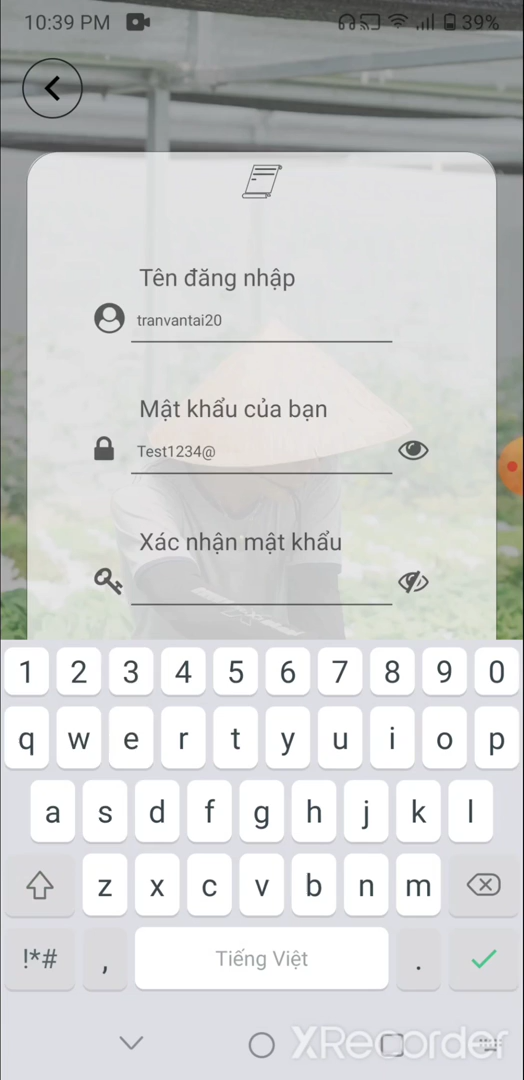 10:39 PM 39%
Tên đăng nhập
tranvantai20
Mật khẩu của bạn
Test1234@
Xác nhận mật khẩu
1 2 3 4 5 6 7 8 9 0
q w e r t y u i o p
a s d f g h j k l
z x c v b n m
!*# , Tiếng Việt .
XRecorder